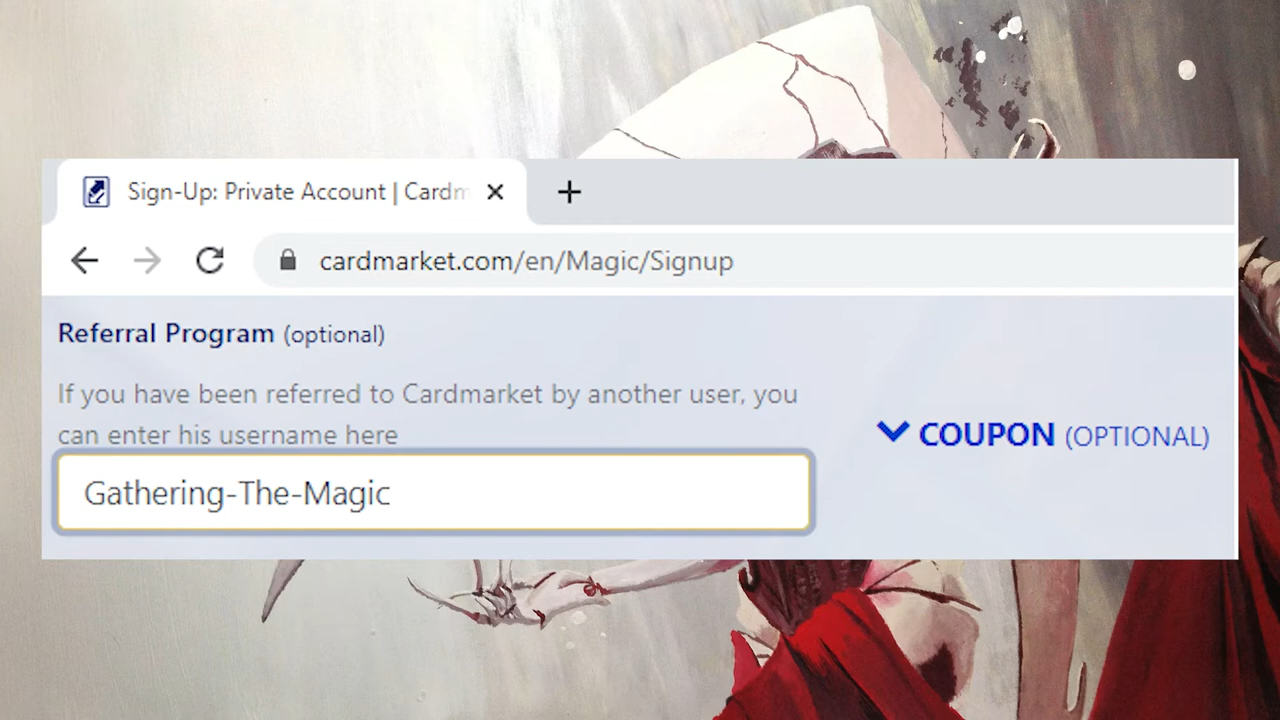 Sign-Up: Private Account | Cardm
cardmarket.com/en/Magic/Signup
Referral Program (optional)
If you have been referred to Cardmarket by another user, you
can enter his username here
Gathering-The-Magic
COUPON (OPTIONAL)